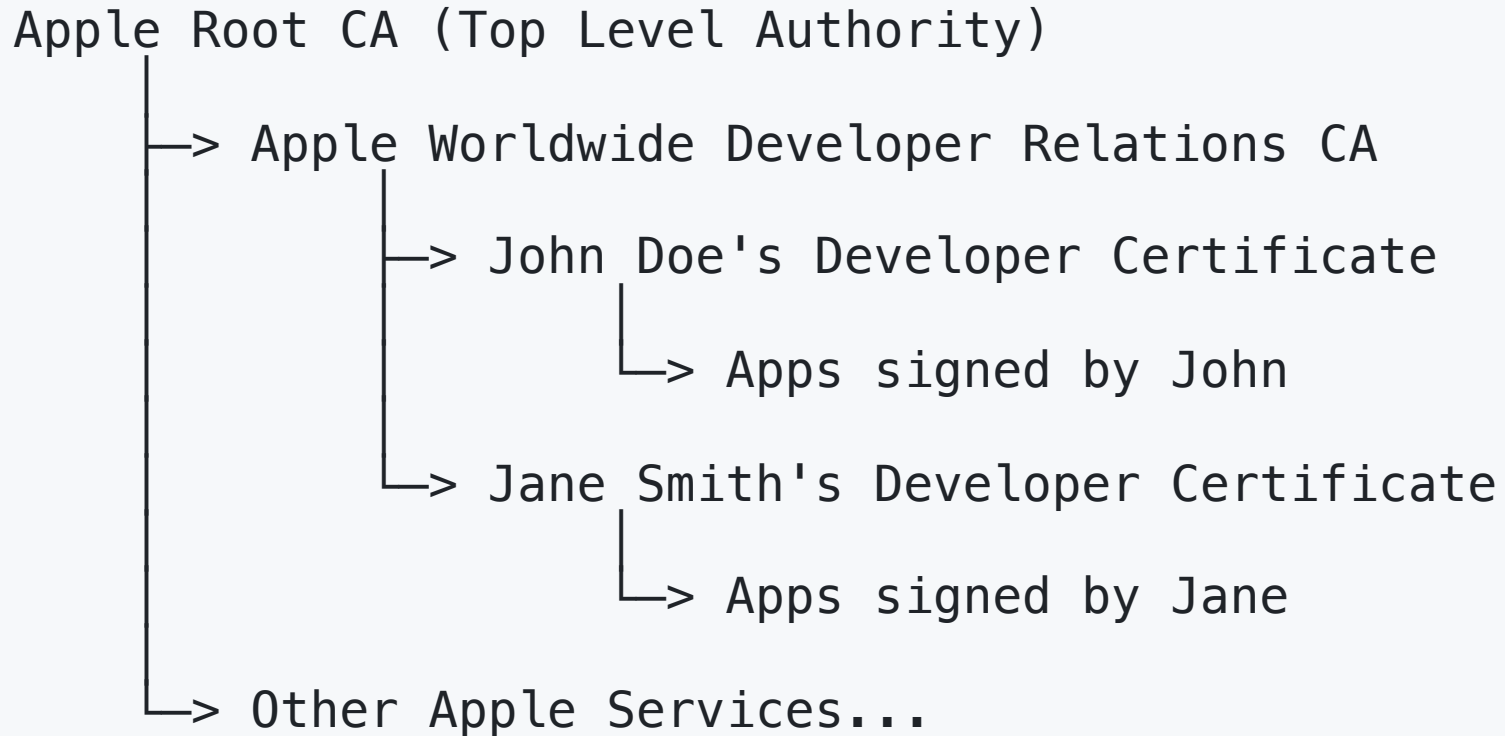 Apple Root CA (Top Level Authority)
├─> Apple Worldwide Developer Relations CA
├─> John Doe's Developer Certificate
└─> Apps signed by John
└─> Jane Smith's Developer Certificate
└─> Apps signed by Jane
└─> Other Apple Services...